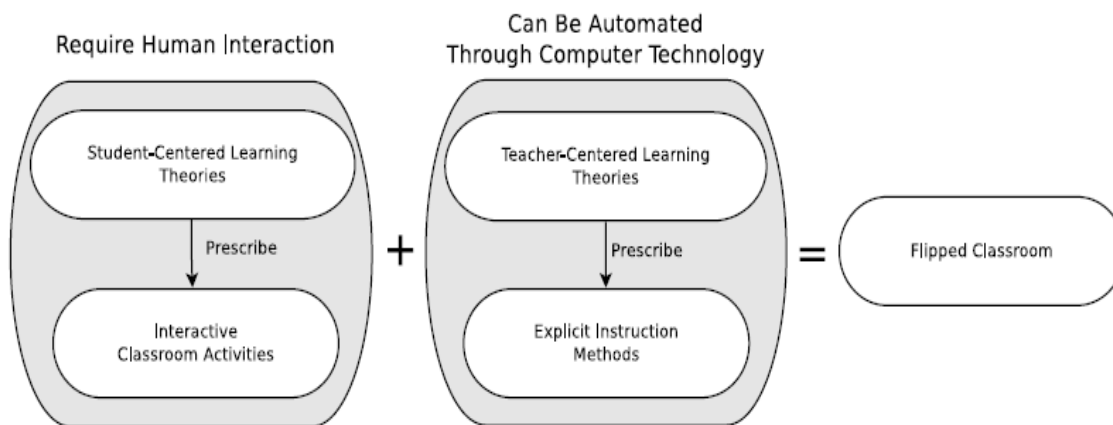 Require Human Interaction
Can Be Automated
Through Computer Technology
Student-Centered Learning
Theories
Prescribe
Interactive
Classroom Activities
+
Teacher-Centered Learning
Theories
Prescribe
Explicit Instruction
Methods
=
Flipped Classroom